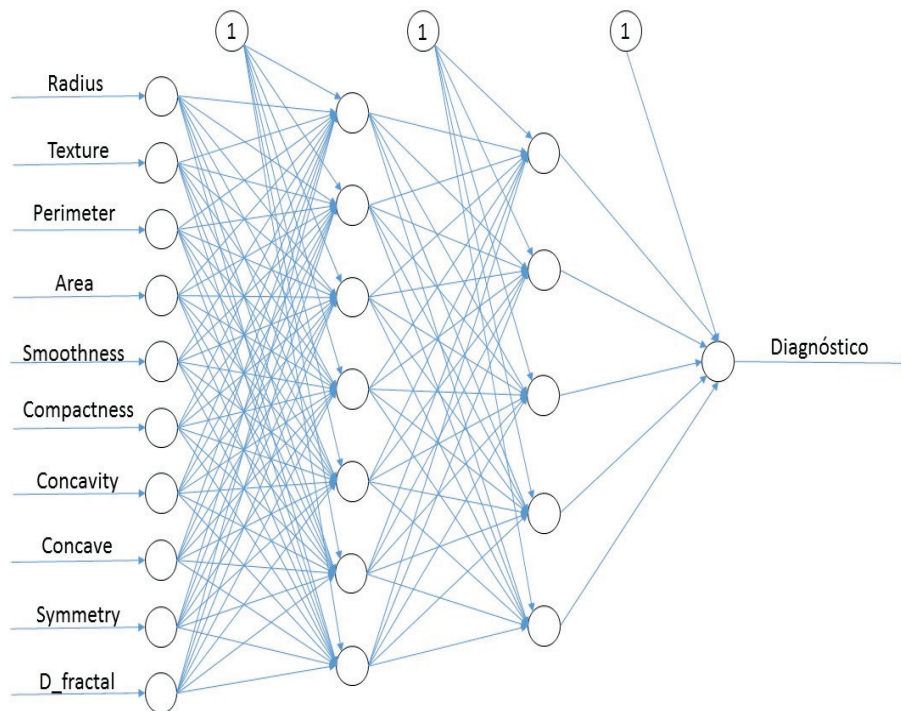 1
1
1
Radius
Texture
Perimeter
Area
Smoothness
Compactness
Concavity
Concave
Symmetry
D_fractal
Diagnóstico